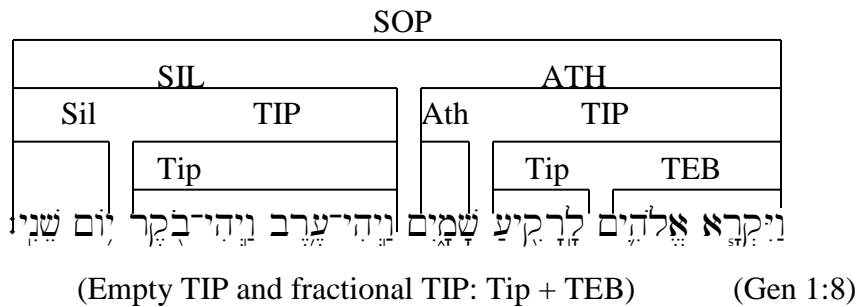 SOP
SIL ATH
Sil TIP Ath TIP
Tip Tip TEB
וַיִּקְרָ֧א אֱלֹהִ֛ים לָֽרָקִ֖יעַ שָׁמָ֑יִם וַֽיְהִי־עֶ֥רֶב וַֽיְהִי־בֹ֖קֶר י֥וֹם שֵׁנִֽי׃
(Empty TIP and fractional TIP: Tip + TEB) (Gen 1:8)